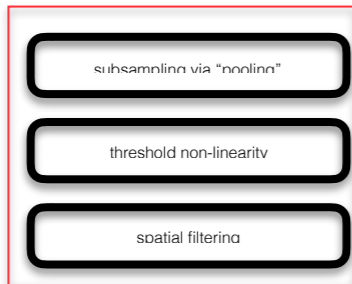 subsampling via “pooling”
threshold non-linearity
spatial filtering